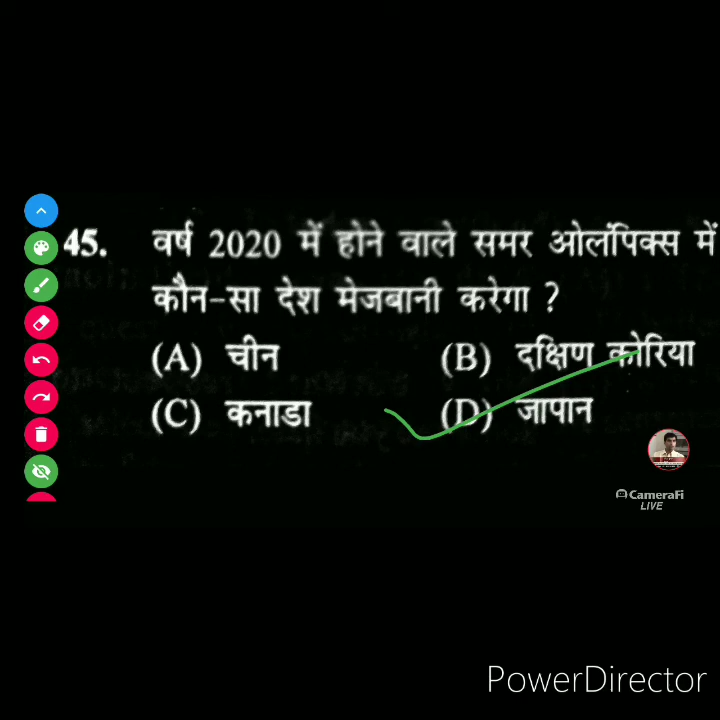 45. वर्ष 2020 में होने वाले समर ओलंपिक्स में
कौन-सा देश मेजबानी करेगा ?
(A) चीन (B) दक्षिण कोरिया
(C) कनाडा (D) जापान
CameraFi
LIVE
PowerDirector